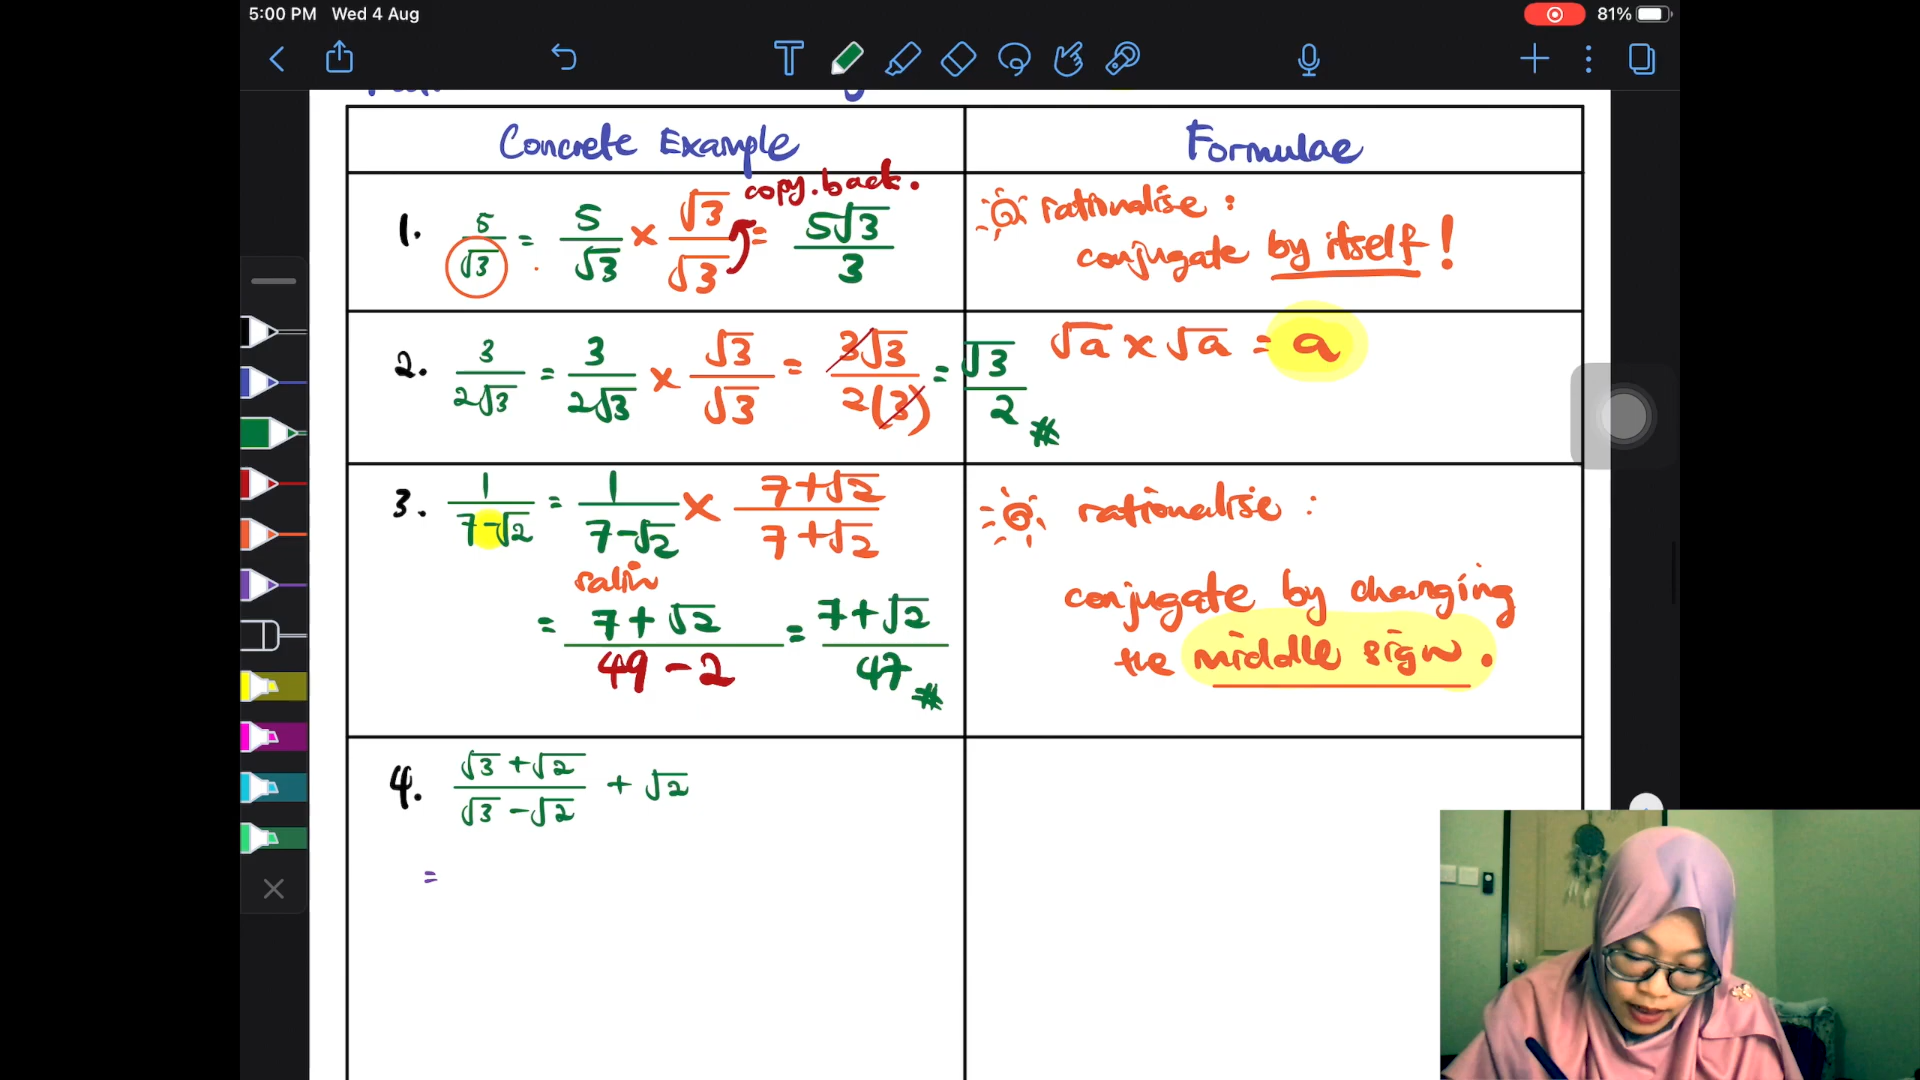 5:00 PM Wed 4 Aug 81%
Concrete Example Formulae
copy back.
1. 5/√3 = 5/√3 × √3/√3 = 5√3/3
rationalise :
conjugate by itself !
2. 3/2√3 = 3/2√3 × √3/√3 = 3√3/2(3) = √3/2 #
√a × √a = a
3. 1/7-√2 = 1/7-√2 × 7+√2/7+√2
salin
= 7+√2/49-2 = 7+√2/47 #
rationalise :
conjugate by changing
the middle sign.
4. √3+√2/√3-√2 + √2
=